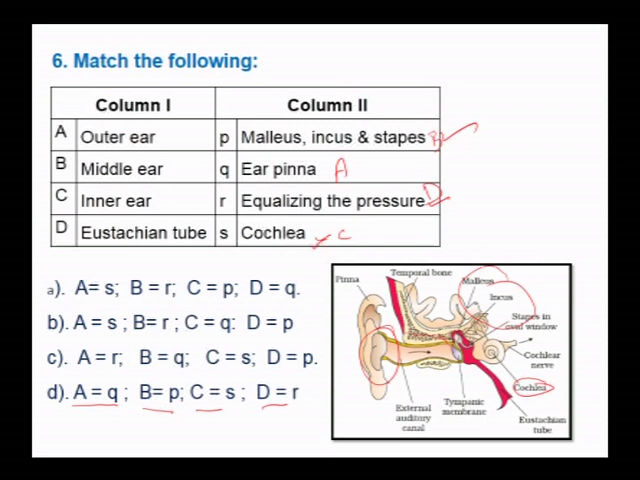 6. Match the following:
Column I Column II
A Outer ear p Malleus, incus & stapes B
B Middle ear q Ear pinna A
C Inner ear r Equalizing the pressure D
D Eustachian tube s Cochlea C
a). A= s; B = r; C = p; D = q.
b). A = s ; B= r ; C = q: D = p
c). A = r; B = q; C = s; D = p.
d). A = q ; B= p; C = s ; D = r
Pinna
Temporal bone
Malleus
Incus
Stapes in
oval window
Cochlear
nerve
Cochlea
External
auditory
canal
Tympanic
membrane
Eustachian
tube